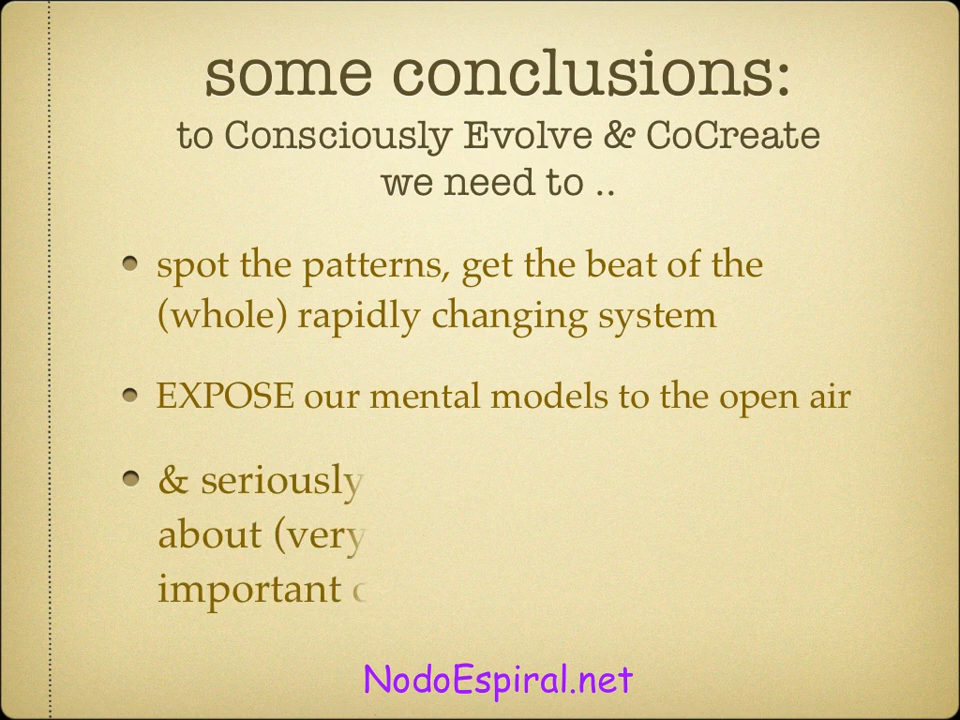 some conclusions:
to Consciously Evolve & CoCreate
we need to ..
• spot the patterns, get the beat of the
(whole) rapidly changing system
• EXPOSE our mental models to the open air
• & seriously
about (very
important
NodoEspiral.net